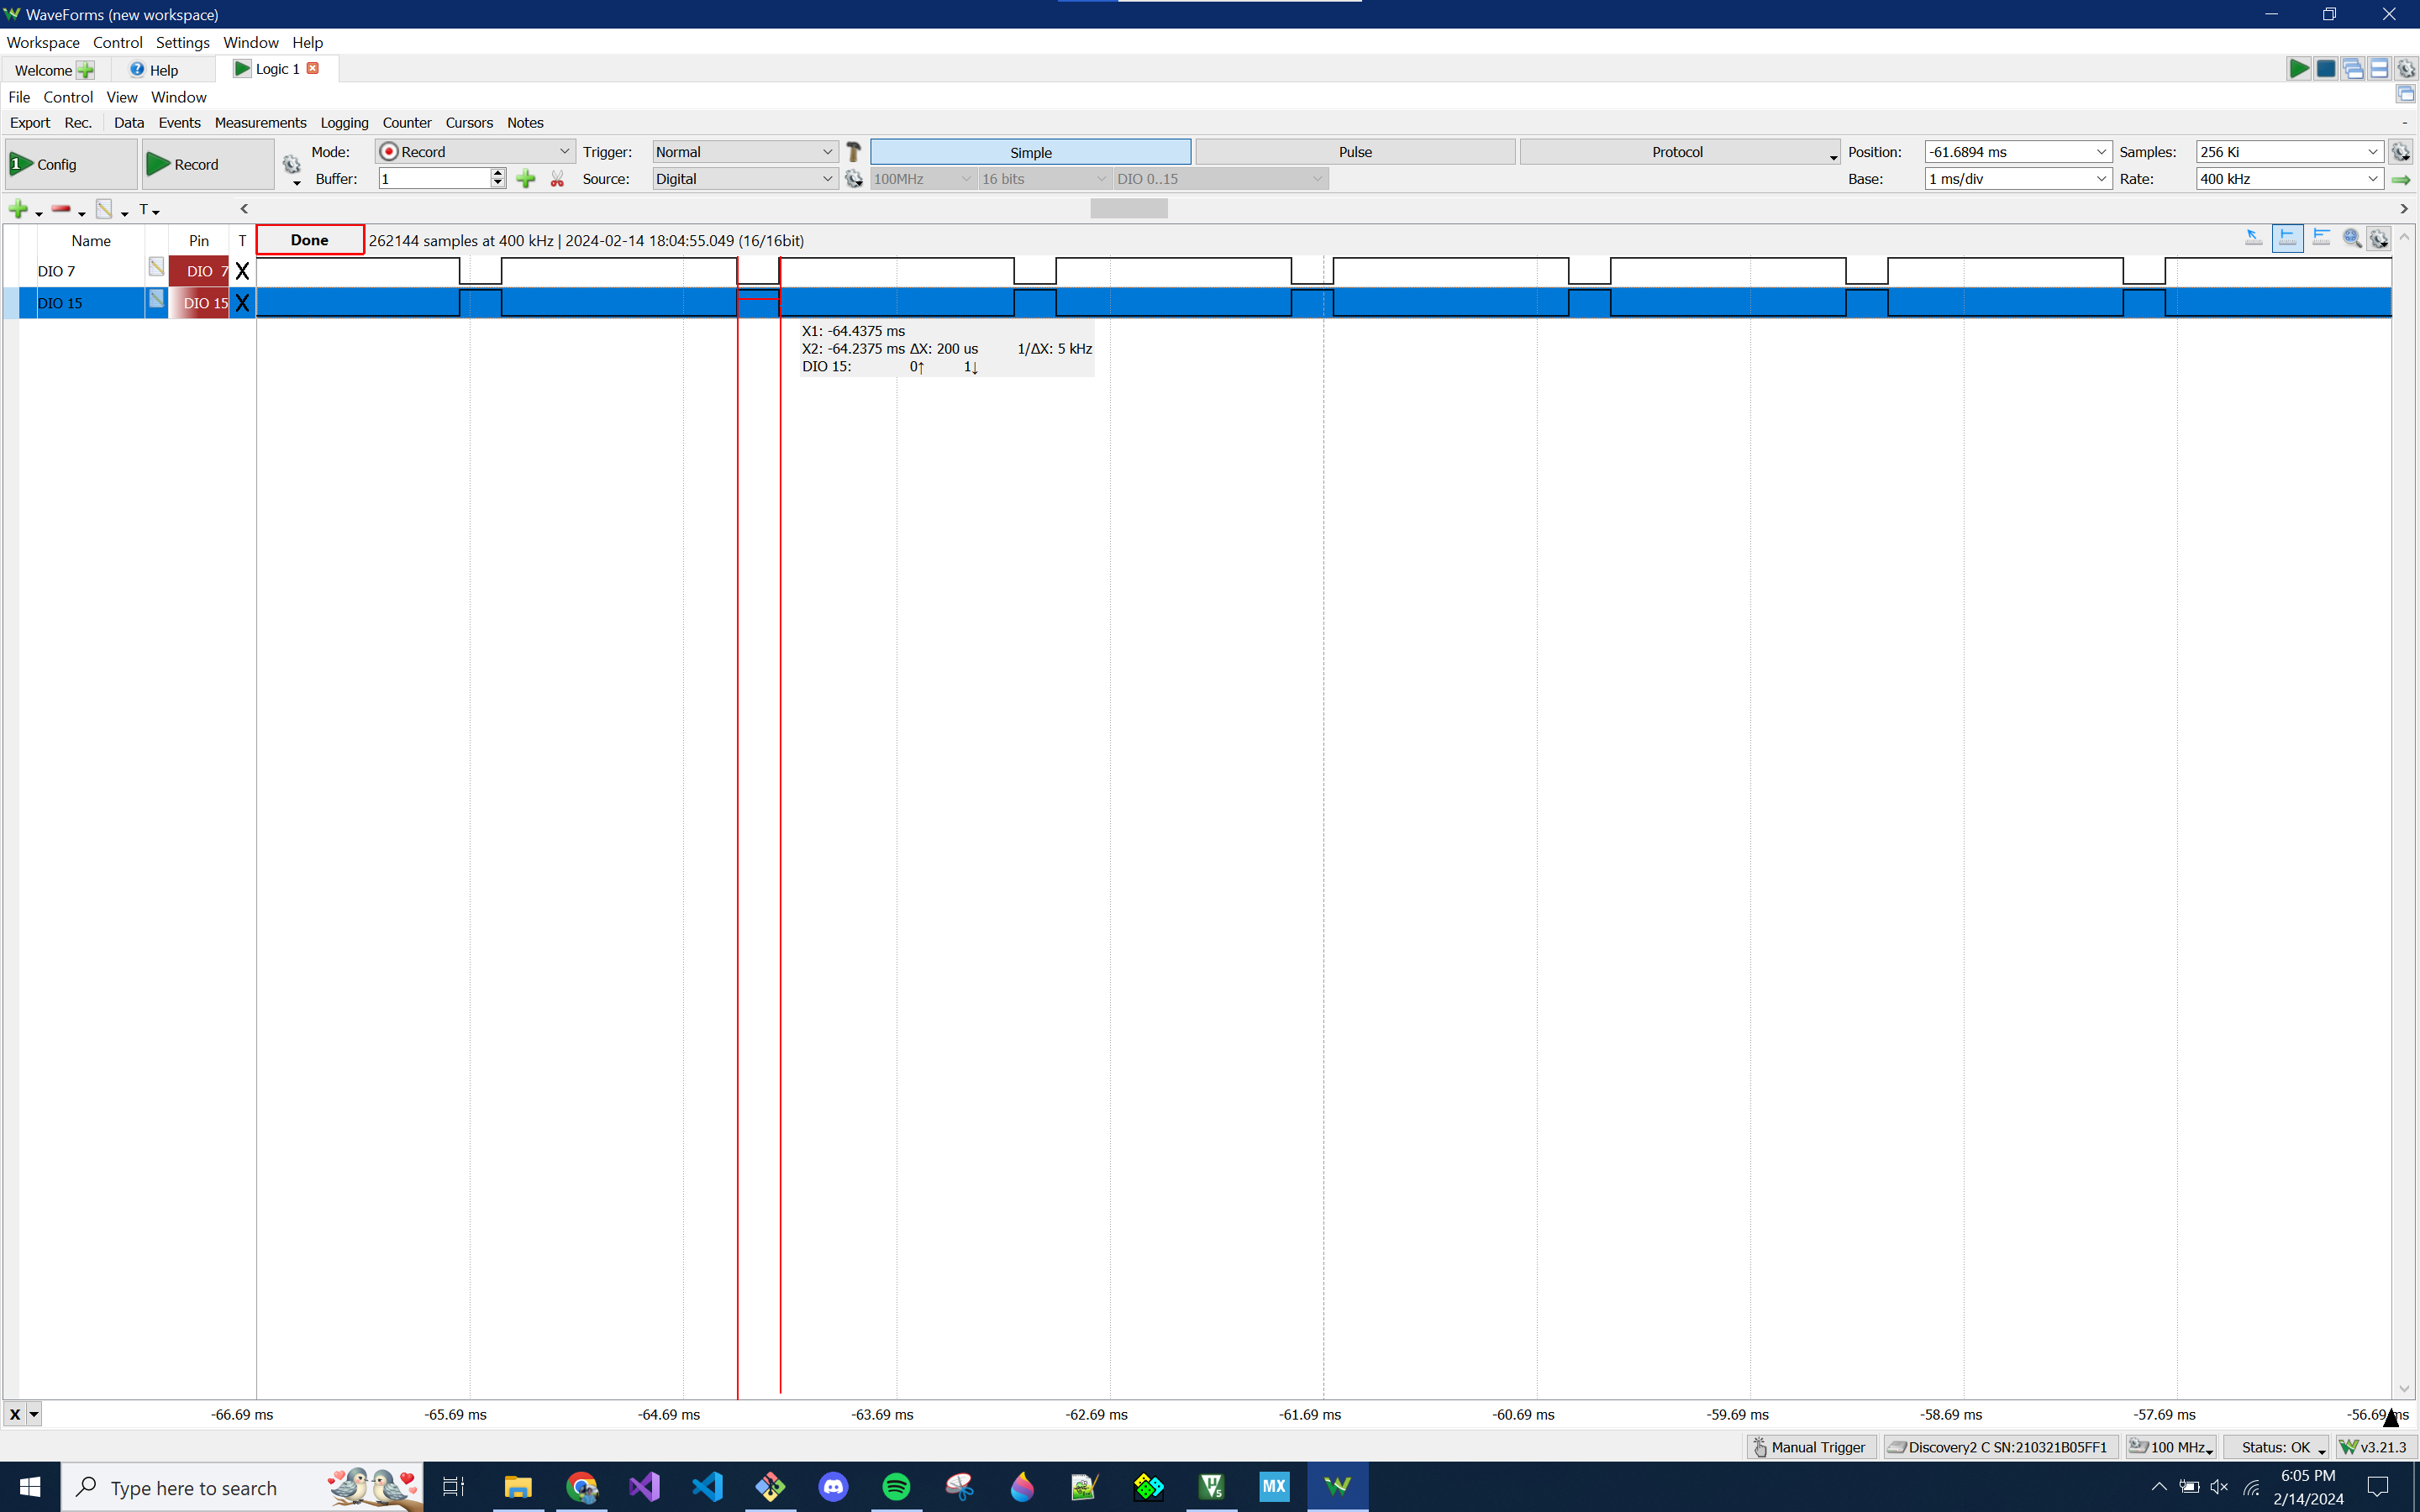 WaveForms (new workspace)
Workspace Control Settings Window Help
Welcome Help Logic 1
File Control View Window
Export Rec. Data Events Measurements Logging Counter Cursors Notes
1 Config Record Mode: Record Trigger: Normal Simple Pulse Protocol Position: -61.6894 ms Samples: 256 Ki
Buffer: 1 Source: Digital 100MHz 16 bits DIO 0..15 Base: 1 ms/div Rate: 400 kHz
T
Name Pin T Done 262144 samples at 400 kHz | 2024-02-14 18:04:55.049 (16/16bit)
DIO 7 DIO 7 X
DIO 15 DIO 15 X
X1: -64.4375 ms
X2: -64.2375 ms ΔX: 200 us 1/ΔX: 5 kHz
DIO 15: 0↑ 1↓
X -66.69 ms -65.69 ms -64.69 ms -63.69 ms -62.69 ms -61.69 ms -60.69 ms -59.69 ms -58.69 ms -57.69 ms -56.69 ms
Manual Trigger Discovery2 C SN:210321B05FF1 100 MHz Status: OK v3.21.3
Type here to search MX 6:05 PM
2/14/2024